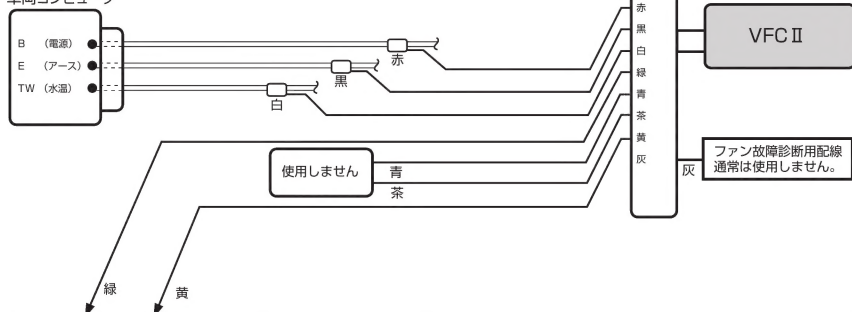 車両コンピュータ
B （電源）
E （アース）
TW （水温）
赤
黒
白
赤
黒
白
緑
青
茶
黄
灰
VFCⅡ
使用しません
青
茶
灰
ファン故障診断用配線
通常は使用しません。
緑
黄